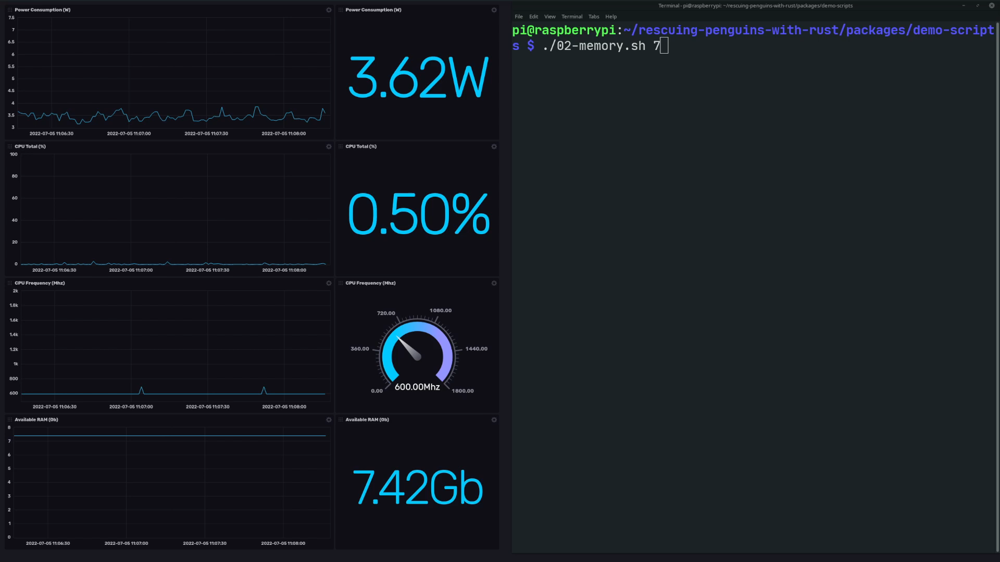 Power Consumption (W)
7.5
7
6.5
6
5.5
5
4.5
4
3.5
3
2022-07-05 11:06:30 2022-07-05 11:07:00 2022-07-05 11:07:30 2022-07-05 11:08:00
Power Consumption (W)
3.62W
CPU Total (%)
100
80
60
40
20
0
2022-07-05 11:06:30 2022-07-05 11:07:00 2022-07-05 11:07:30 2022-07-05 11:08:00
CPU Total (%)
0.50%
CPU Frequency (Mhz)
2k
1.8k
1.6k
1.4k
1.2k
1k
800
600
2022-07-05 11:06:30 2022-07-05 11:07:00 2022-07-05 11:07:30 2022-07-05 11:08:00
CPU Frequency (Mhz)
720.00 1080.00
360.00 1440.00
0.00 600.00Mhz 1800.00
Available RAM (Gb)
8
7
6
5
4
3
2
1
0
2022-07-05 11:06:30 2022-07-05 11:07:00 2022-07-05 11:07:30 2022-07-05 11:08:00
Available RAM (Gb)
7.42Gb
Terminal - pi@raspberrypi: ~/rescuing-penguins-with-rust/packages/demo-scripts
File Edit View Terminal Tabs Help
pi@raspberrypi:~/rescuing-penguins-with-rust/packages/demo-script
s $ ./02-memory.sh 7